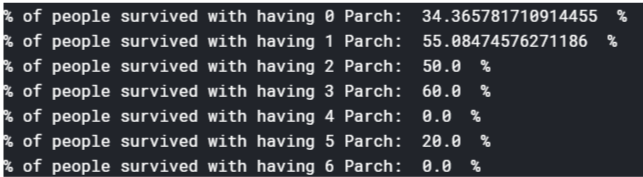 % of people survived with having 0 Parch:  34.365781710914455  %
% of people survived with having 1 Parch:  55.08474576271186  %
% of people survived with having 2 Parch:  50.0  %
% of people survived with having 3 Parch:  60.0  %
% of people survived with having 4 Parch:  0.0  %
% of people survived with having 5 Parch:  20.0  %
% of people survived with having 6 Parch:  0.0  %